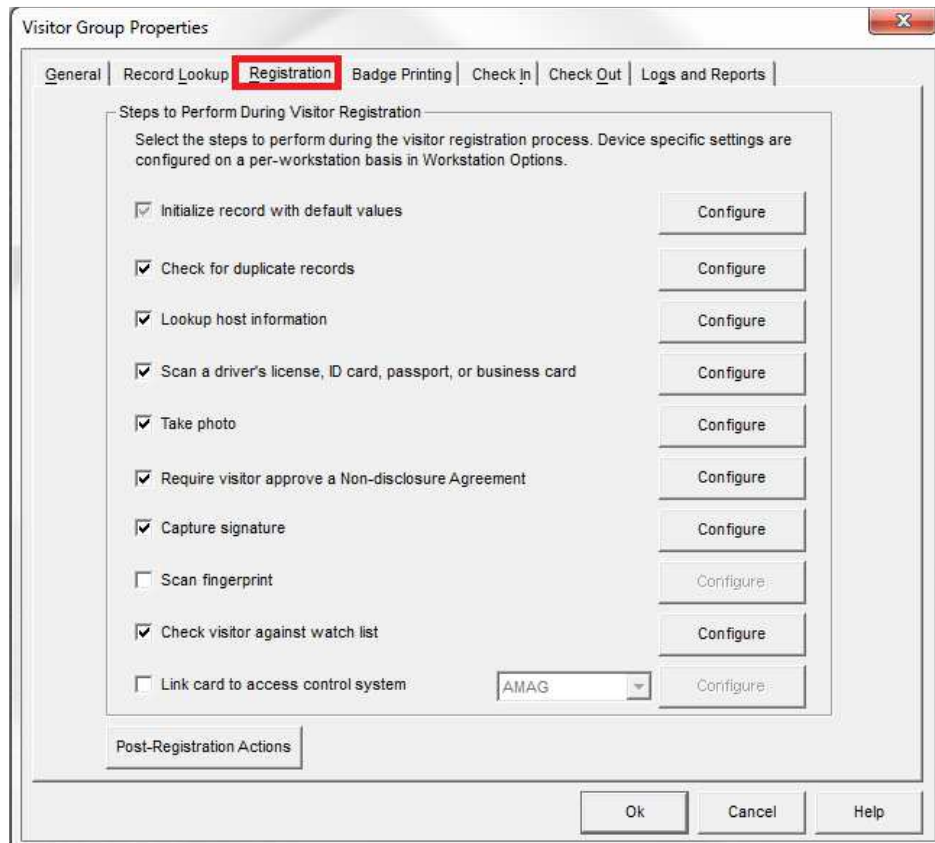 Visitor Group Properties
General Record Lookup Registration Badge Printing Check In Check Out Logs and Reports
Steps to Perform During Visitor Registration
Select the steps to perform during the visitor registration process. Device specific settings are
configured on a per-workstation basis in Workstation Options.
Initialize record with default values Configure
Check for duplicate records Configure
Lookup host information Configure
Scan a driver's license, ID card, passport, or business card Configure
Take photo Configure
Require visitor approve a Non-disclosure Agreement Configure
Capture signature Configure
Scan fingerprint Configure
Check visitor against watch list Configure
Link card to access control system AMAG Configure
Post-Registration Actions
Ok Cancel Help